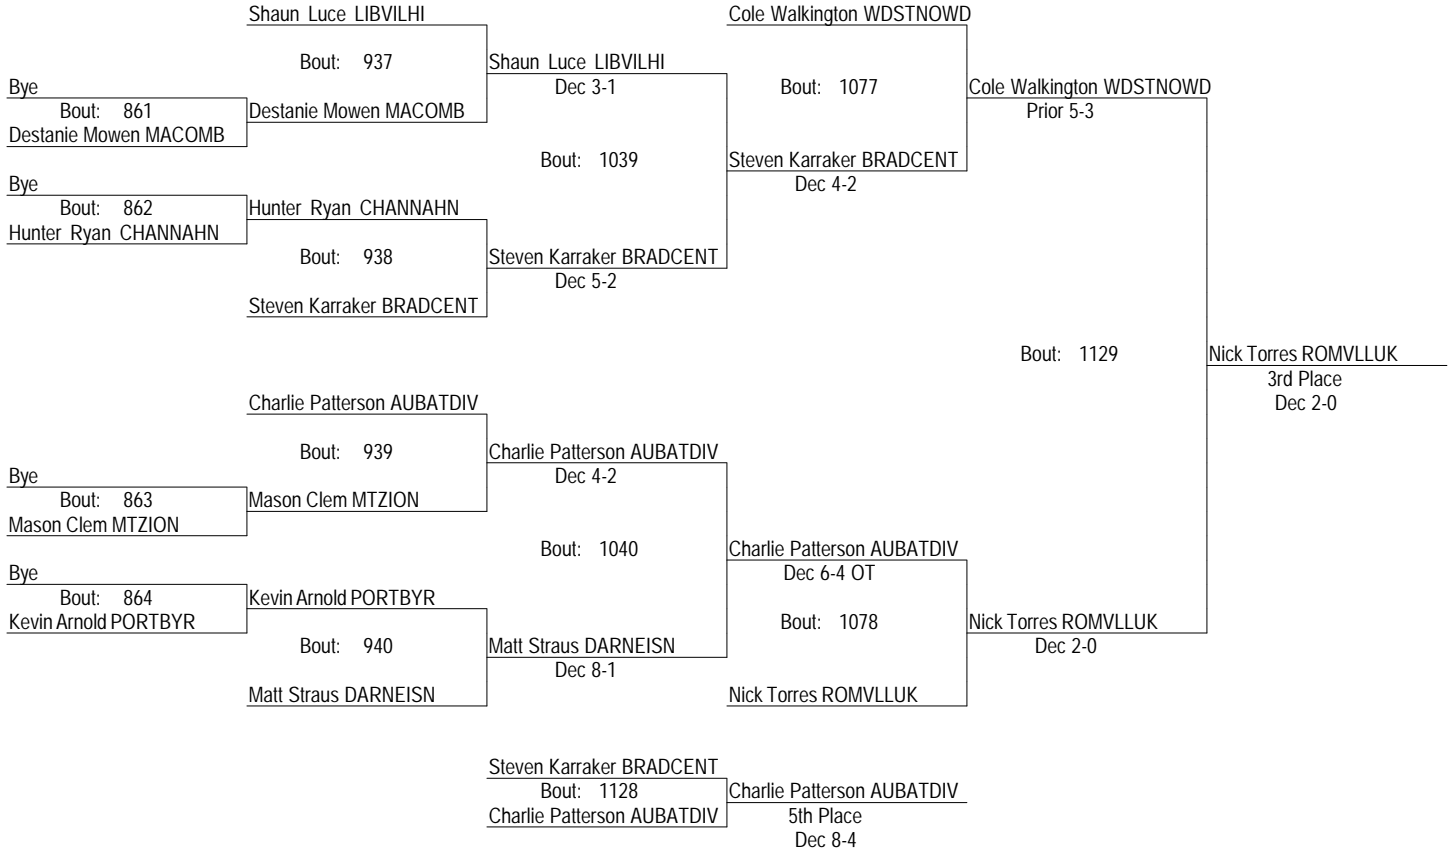 Shaun Luce LIBVILHI
Cole Walkington WDSTNOWD
Bout: 937
Shaun Luce LIBVILHI
Bye
Dec 3-1
Bout: 1077
Cole Walkington WDSTNOWD
Bout: 861
Destanie Mowen MACOMB
Prior 5-3
Destanie Mowen MACOMB
Bout: 1039
Steven Karraker BRADCENT
Bye
Dec 4-2
Bout: 862
Hunter Ryan CHANNAHN
Hunter Ryan CHANNAHN
Bout: 938
Steven Karraker BRADCENT
Dec 5-2
Steven Karraker BRADCENT
Bout: 1129
Nick Torres ROMVLLUK
3rd Place
Dec 2-0
Charlie Patterson AUBATDIV
Bout: 939
Charlie Patterson AUBATDIV
Bye
Dec 4-2
Bout: 863
Mason Clem MTZION
Mason Clem MTZION
Bout: 1040
Charlie Patterson AUBATDIV
Bye
Dec 6-4 OT
Bout: 864
Kevin Arnold PORTBYR
Kevin Arnold PORTBYR
Bout: 1078
Nick Torres ROMVLLUK
Bout: 940
Matt Straus DARNEISN
Dec 2-0
Dec 8-1
Matt Straus DARNEISN
Nick Torres ROMVLLUK
Steven Karraker BRADCENT
Bout: 1128
Charlie Patterson AUBATDIV
Charlie Patterson AUBATDIV
5th Place
Dec 8-4